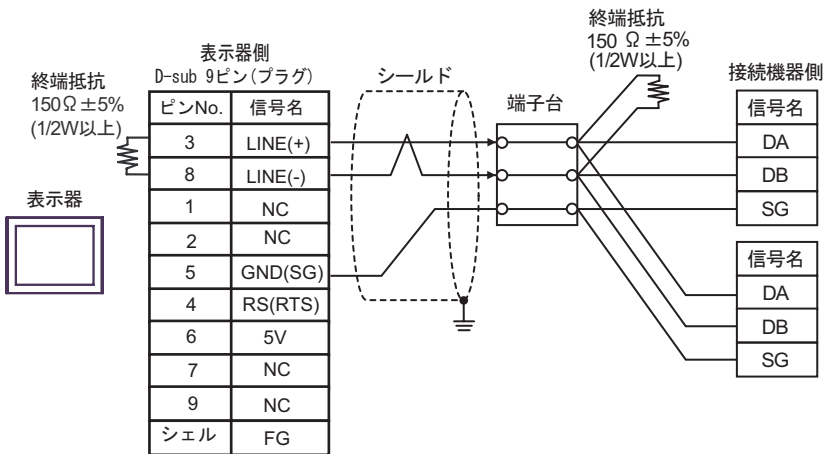 表示器側
D-sub 9ピン(プラグ)
終端抵抗
150Ω±5%
(1/2W以上)
表示器
ピンNo. 信号名
3 LINE(+)
8 LINE(-)
1 NC
2 NC
5 GND(SG)
4 RS(RTS)
6 5V
7 NC
9 NC
シェル FG
シールド
端子台
終端抵抗
150 Ω ±5%
(1/2W以上)
接続機器側
信号名
DA
DB
SG
信号名
DA
DB
SG